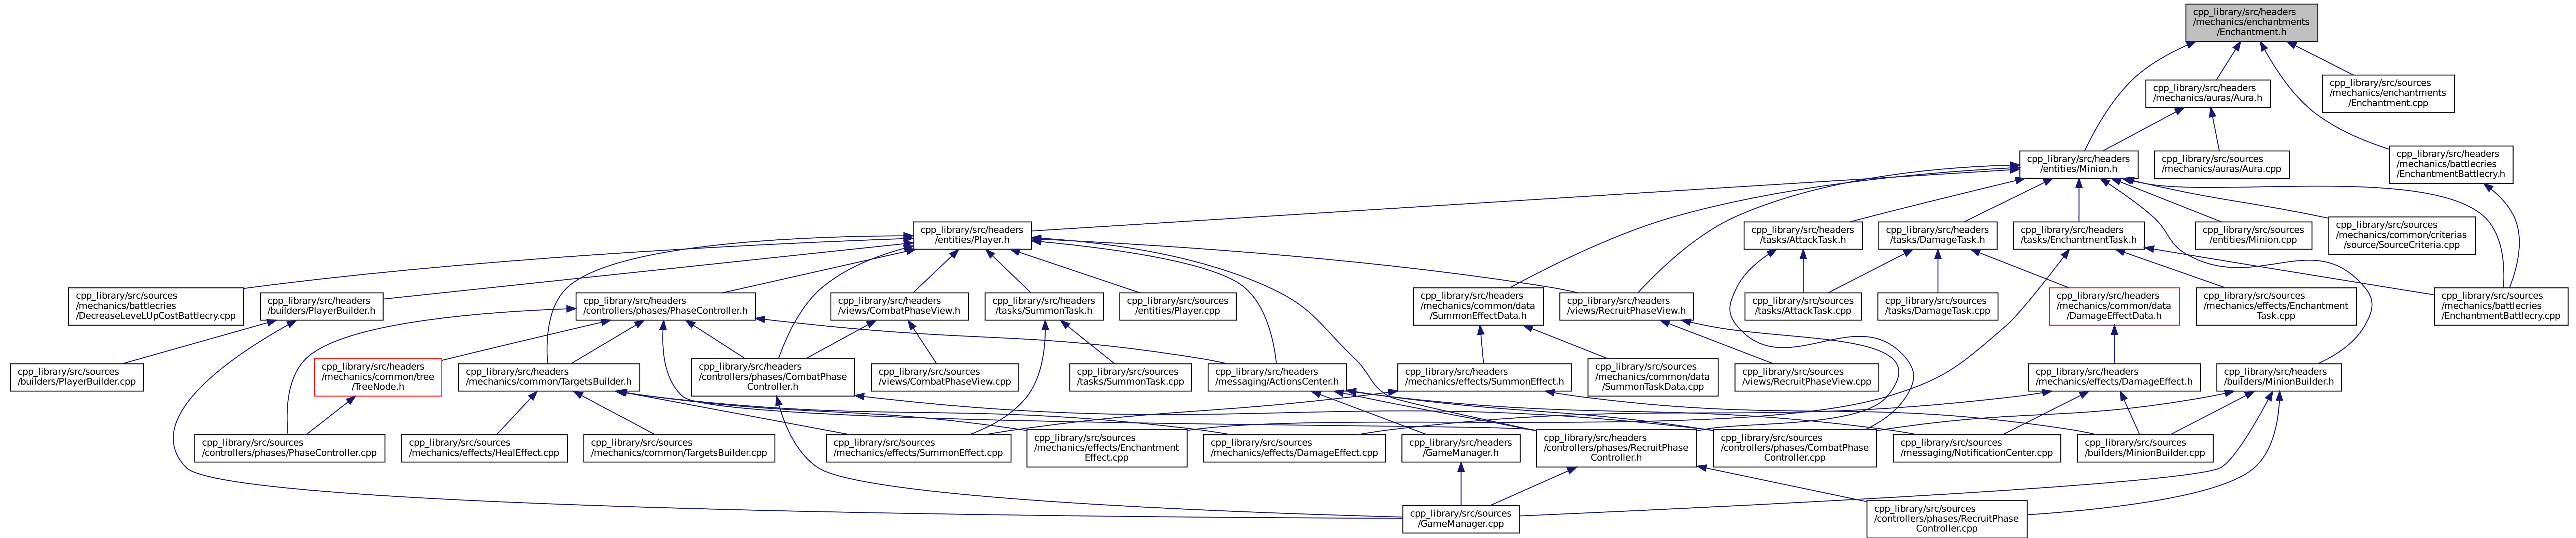 cpp_library/src/headers
/mechanics/enchantments
/Enchantment.h
cpp_library/src/sources
/mechanics/enchantments
/Enchantment.cpp
cpp_library/src/headers
/mechanics/auras/Aura.h
cpp_library/src/headers
/entities/Minion.h
cpp_library/src/sources
/mechanics/auras/Aura.cpp
cpp_library/src/headers
/mechanics/battlecries
/EnchantmentBattlecry.h
cpp_library/src/headers
/entities/Player.h
cpp_library/src/headers
/tasks/AttackTask.h
cpp_library/src/headers
/tasks/DamageTask.h
cpp_library/src/headers
/tasks/EnchantmentTask.h
cpp_library/src/sources
/entities/Minion.cpp
cpp_library/src/sources
/mechanics/common/criterias
/source/SourceCriteria.cpp
cpp_library/src/sources
/mechanics/battlecries
/DecreaseLeveLUpCostBattlecry.cpp
cpp_library/src/headers
/builders/PlayerBuilder.h
cpp_library/src/headers
/controllers/phases/PhaseController.h
cpp_library/src/headers
/views/CombatPhaseView.h
cpp_library/src/headers
/tasks/SummonTask.h
cpp_library/src/sources
/entities/Player.cpp
cpp_library/src/headers
/mechanics/common/data
/SummonEffectData.h
cpp_library/src/headers
/views/RecruitPhaseView.h
cpp_library/src/sources
/tasks/AttackTask.cpp
cpp_library/src/sources
/tasks/DamageTask.cpp
cpp_library/src/headers
/mechanics/common/data
/DamageEffectData.h
cpp_library/src/sources
/mechanics/effects/Enchantment
Task.cpp
cpp_library/src/sources
/mechanics/battlecries
/EnchantmentBattlecry.cpp
cpp_library/src/sources
/builders/PlayerBuilder.cpp
cpp_library/src/headers
/mechanics/common/tree
/TreeNode.h
cpp_library/src/headers
/mechanics/common/TargetsBuilder.h
cpp_library/src/headers
/controllers/phases/CombatPhase
Controller.h
cpp_library/src/sources
/views/CombatPhaseView.cpp
cpp_library/src/sources
/tasks/SummonTask.cpp
cpp_library/src/headers
/messaging/ActionsCenter.h
cpp_library/src/headers
/mechanics/effects/SummonEffect.h
cpp_library/src/sources
/mechanics/common/data
/SummonTaskData.cpp
cpp_library/src/sources
/views/RecruitPhaseView.cpp
cpp_library/src/headers
/mechanics/effects/DamageEffect.h
cpp_library/src/headers
/builders/MinionBuilder.h
cpp_library/src/sources
/controllers/phases/PhaseController.cpp
cpp_library/src/sources
/mechanics/effects/HealEffect.cpp
cpp_library/src/sources
/mechanics/common/TargetsBuilder.cpp
cpp_library/src/sources
/mechanics/effects/SummonEffect.cpp
cpp_library/src/sources
/mechanics/effects/Enchantment
Effect.cpp
cpp_library/src/sources
/mechanics/effects/DamageEffect.cpp
cpp_library/src/headers
/GameManager.h
cpp_library/src/headers
/controllers/phases/RecruitPhase
Controller.h
cpp_library/src/sources
/controllers/phases/CombatPhase
Controller.cpp
cpp_library/src/sources
/messaging/NotificationCenter.cpp
cpp_library/src/sources
/builders/MinionBuilder.cpp
cpp_library/src/sources
/GameManager.cpp
cpp_library/src/sources
/controllers/phases/RecruitPhase
Controller.cpp